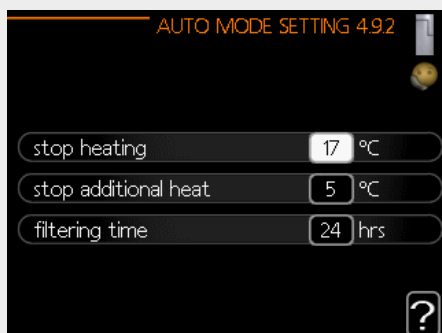 AUTO MODE SETTING 4.9.2
stop heating 17 °C
stop additional heat 5 °C
filtering time 24 hrs
?